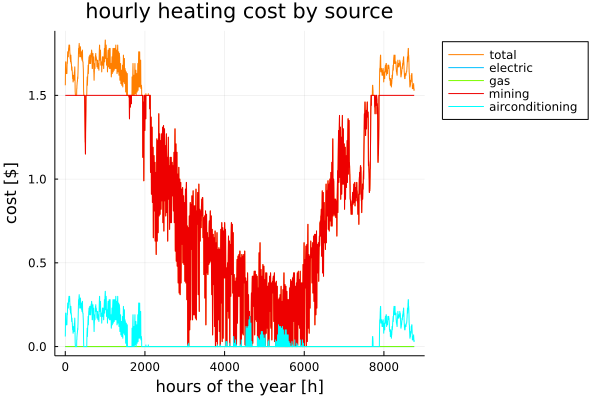 hourly heating cost by source
total
electric
gas
mining
airconditioning
1.5
1.0
0.5
0.0
cost [$]
0 2000 4000 6000 8000
hours of the year [h]